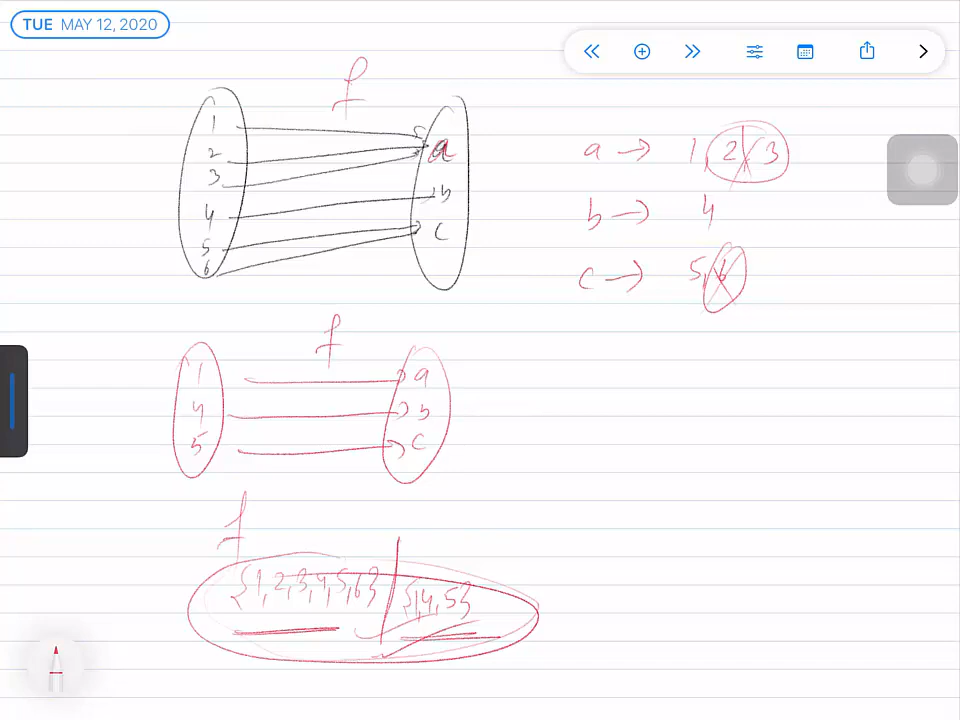 TUE MAY 12, 2020
f
1
2
3
4
5
6
a
b
c
a → 1, 2, 3
b → 4
c → 5, 6
f
1
4
5
a
b
c
f
{1,2,3,4,5,6} | {1,4,5}